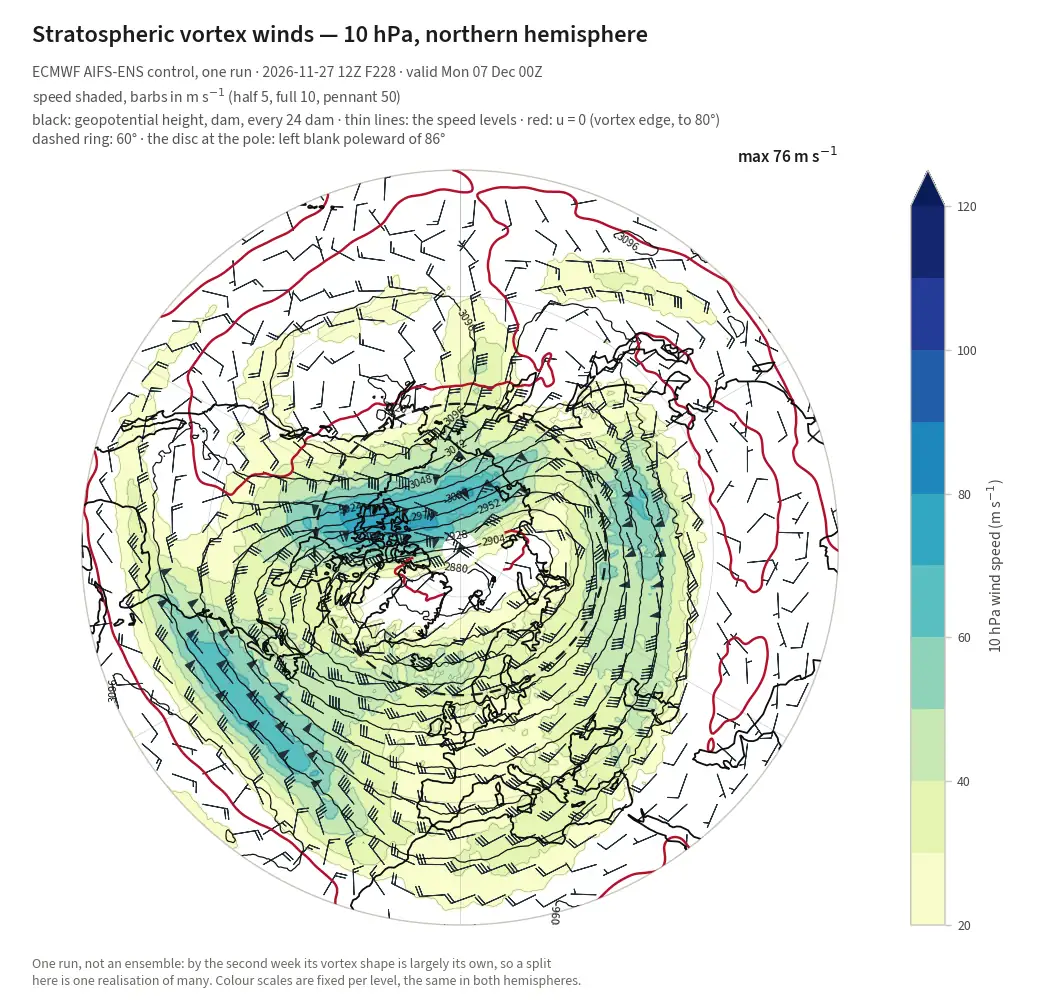 Stratospheric vortex winds — 10 hPa, northern hemisphere
ECMWF AIFS-ENS control, one run · 2026-11-27 12Z F228 · valid Mon 07 Dec 00Z
speed shaded, barbs in m s⁻¹ (half 5, full 10, pennant 50)
black: geopotential height, dam, every 24 dam · thin lines: the speed levels · red: u = 0 (vortex edge, to 80°)
dashed ring: 60° · the disc at the pole: left blank poleward of 86°
max 76 m s⁻¹
120
100
80
60
40
20
10 hPa wind speed (m s⁻¹)
3096
3096
3048
2952
2928
2904
2880
3096
One run, not an ensemble: by the second week its vortex shape is largely its own, so a split
here is one realisation of many. Colour scales are fixed per level, the same in both hemispheres.